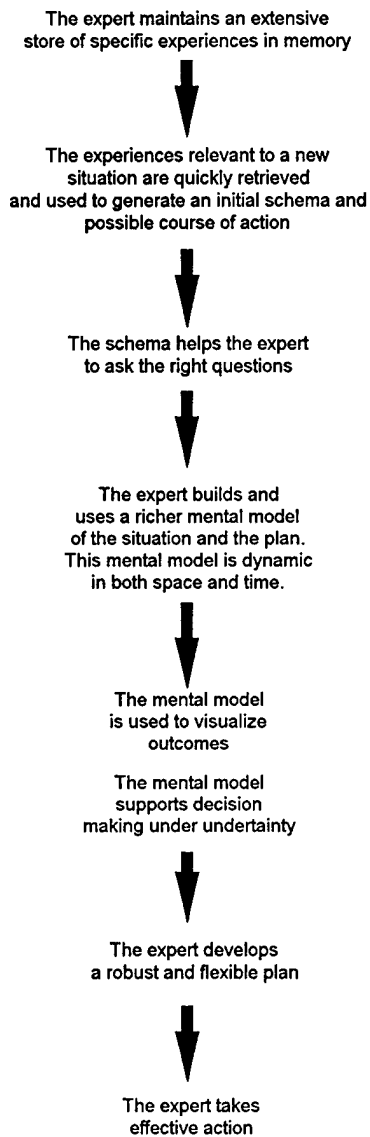 The expert maintains an extensive
store of specific experiences in memory
The experiences relevant to a new
situation are quickly retrieved
and used to generate an initial schema and
possible course of action
The schema helps the expert
to ask the right questions
The expert builds and
uses a richer mental model
of the situation and the plan.
This mental model is dynamic
in both space and time.
The mental model
is used to visualize
outcomes
The mental model
supports decision
making under undertainty
The expert develops
a robust and flexible plan
The expert takes
effective action